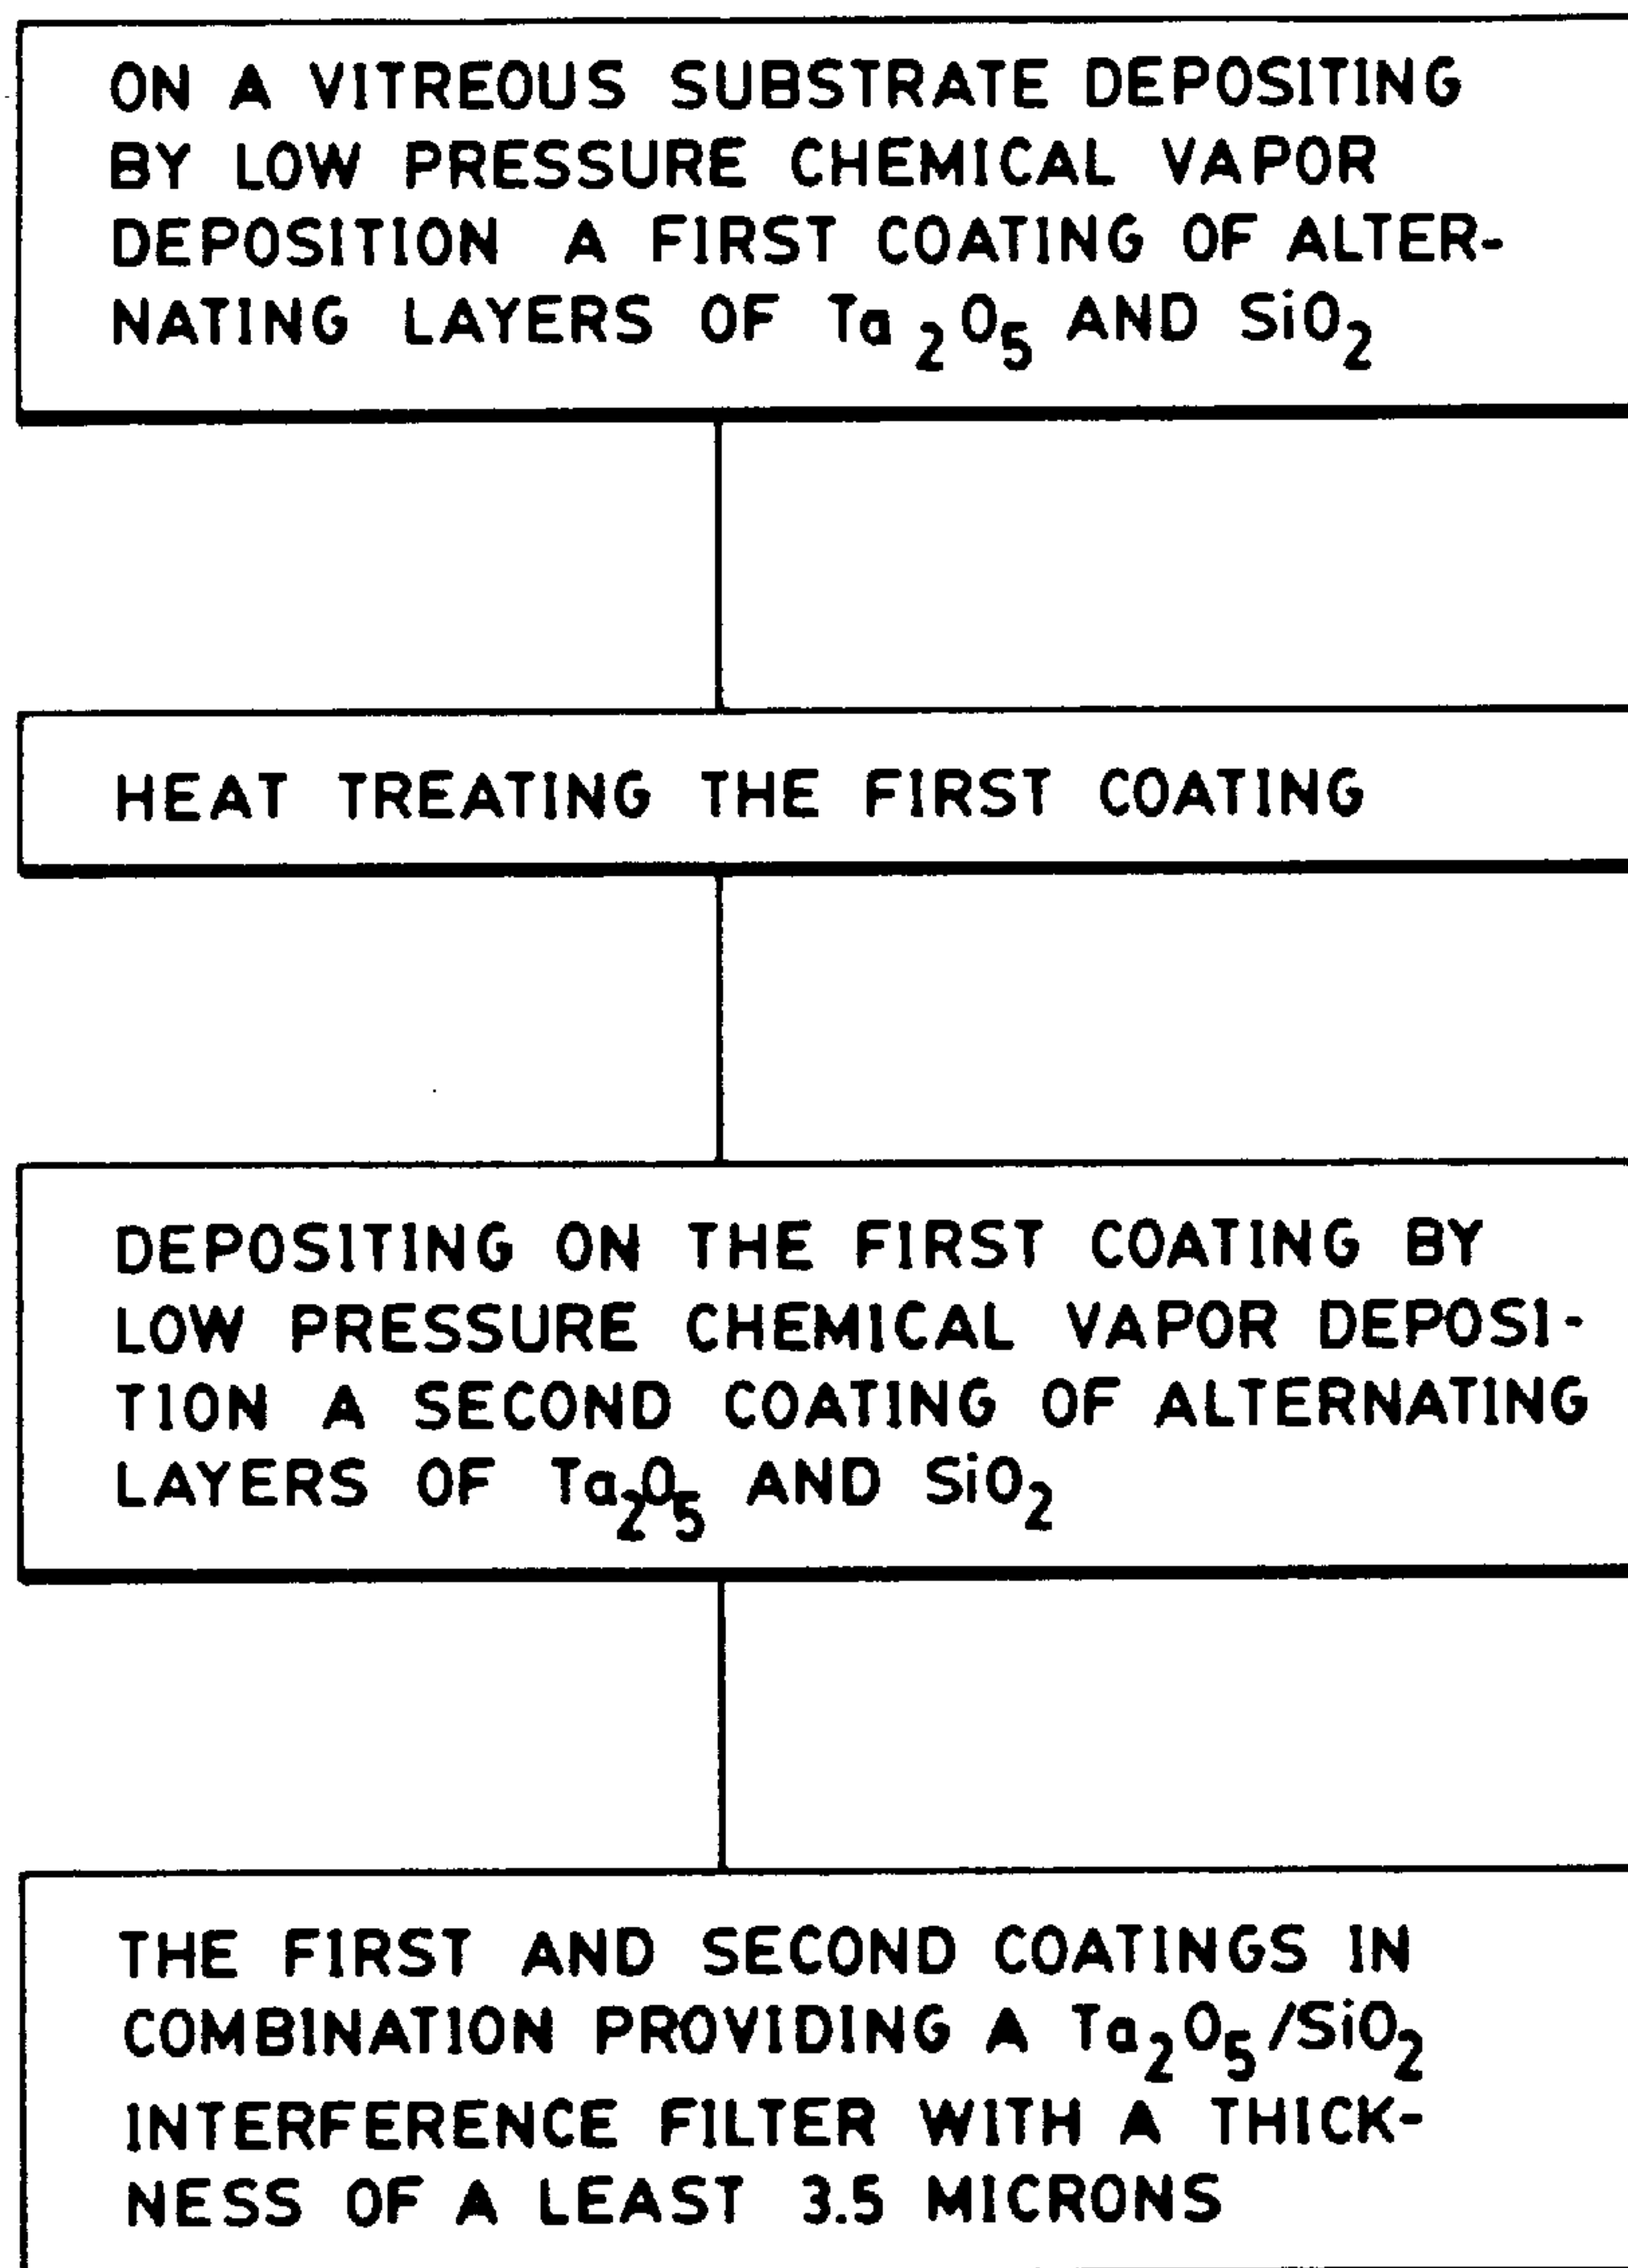 ON A VITREOUS SUBSTRATE DEPOSITING
BY LOW PRESSURE CHEMICAL VAPOR
DEPOSITION A FIRST COATING OF ALTER-
NATING LAYERS OF Ta₂O₅ AND SiO₂
HEAT TREATING THE FIRST COATING
DEPOSITING ON THE FIRST COATING BY
LOW PRESSURE CHEMICAL VAPOR DEPOSI-
TION A SECOND COATING OF ALTERNATING
LAYERS OF Ta₂O₅ AND SiO₂
THE FIRST AND SECOND COATINGS IN
COMBINATION PROVIDING A Ta₂O₅/SiO₂
INTERFERENCE FILTER WITH A THICK-
NESS OF A LEAST 3.5 MICRONS